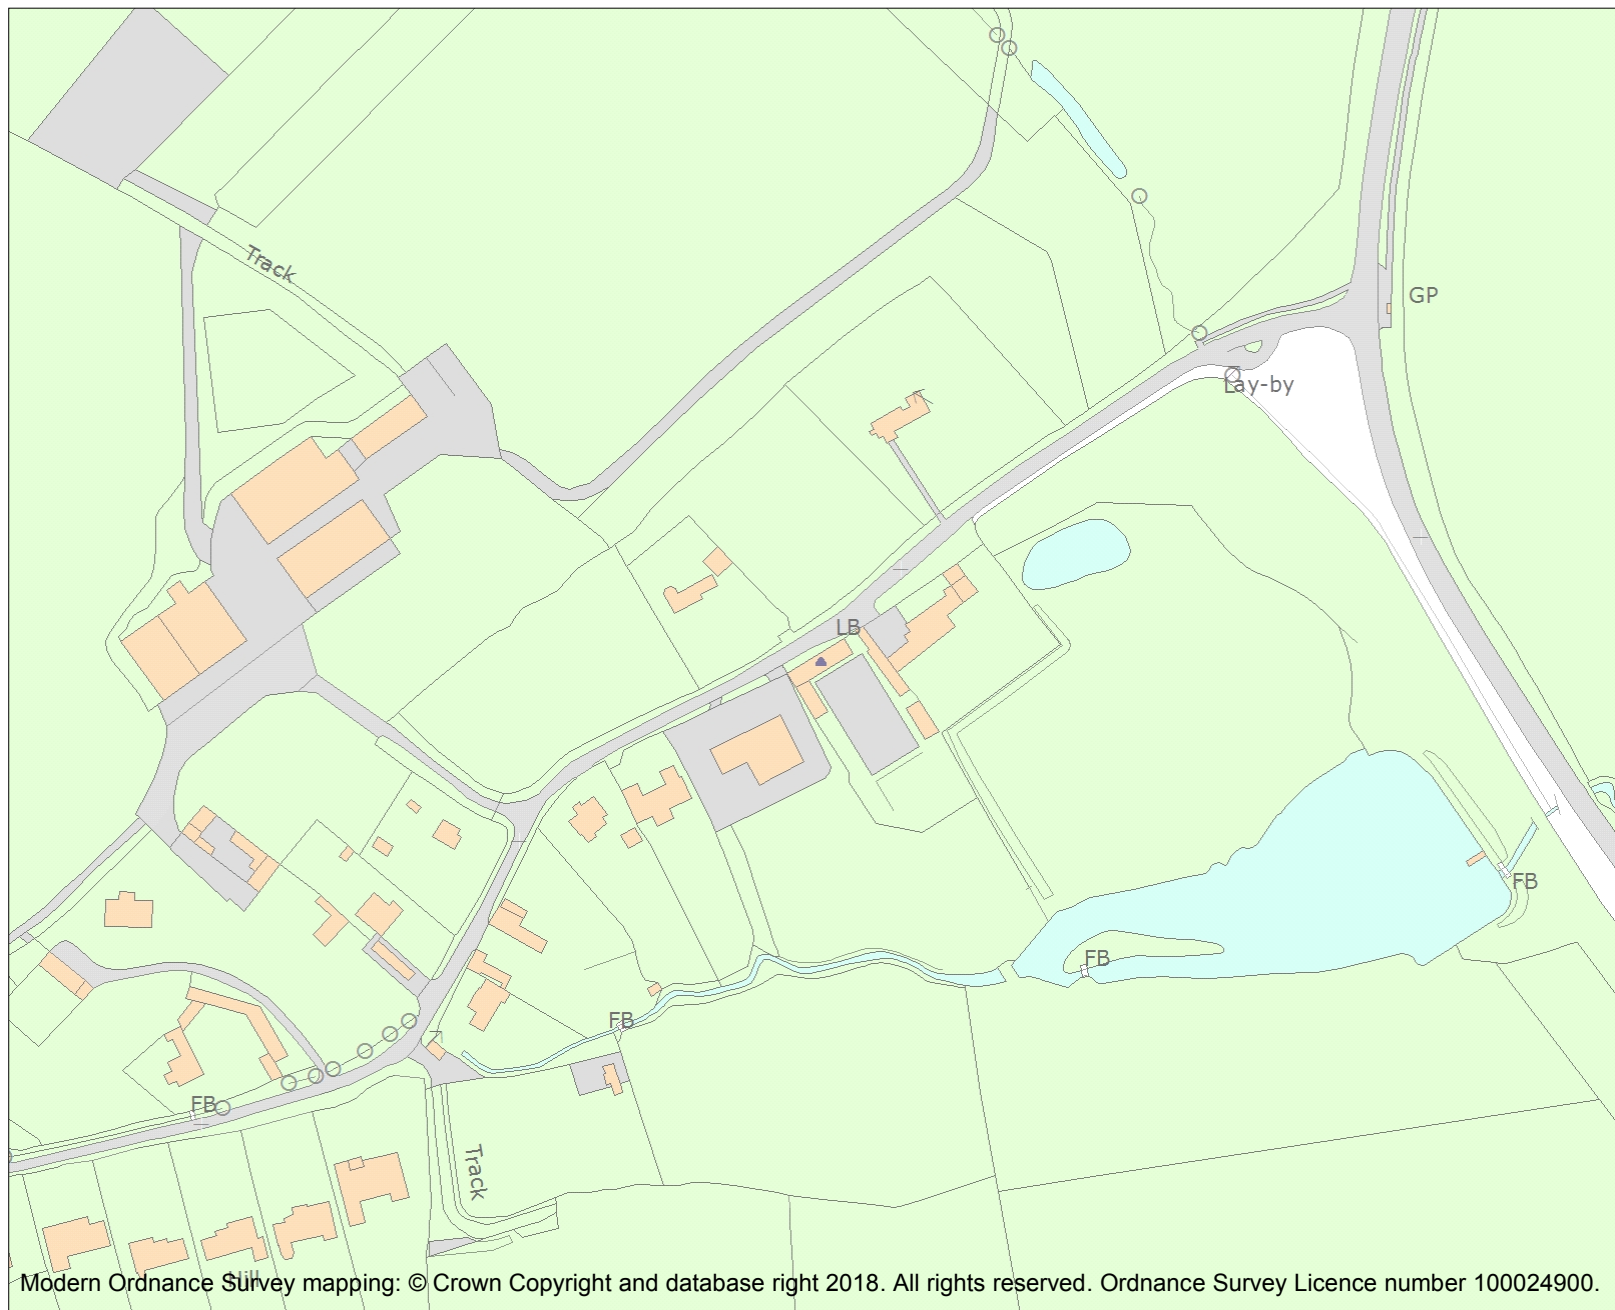 Track
GP
Lay-by
LB
FB
FB
FB
FB
Track
Hill
Modern Ordnance Survey mapping: © Crown Copyright and database right 2018. All rights reserved. Ordnance Survey Licence number 100024900.